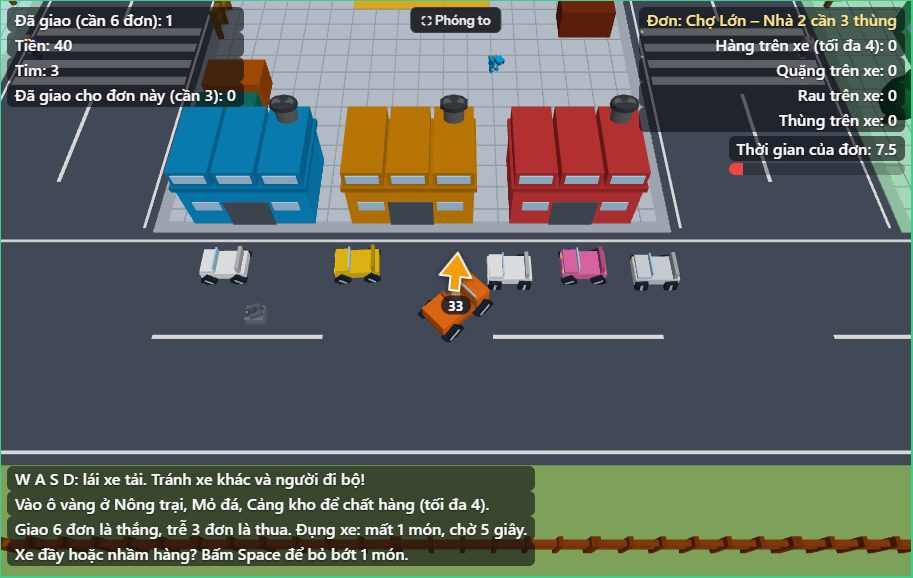 Đã giao (cần 6 đơn): 1
Tiền: 40
Tim: 3
Đã giao cho đơn này (cần 3): 0
Phóng to
Đơn: Chợ Lớn – Nhà 2 cần 3 thùng
Hàng trên xe (tối đa 4): 0
Quặng trên xe: 0
Rau trên xe: 0
Thùng trên xe: 0
Thời gian của đơn: 7.5
33
W A S D: lái xe tải. Tránh xe khác và người đi bộ!
Vào ô vàng ở Nông trại, Mỏ đá, Cảng kho để chất hàng (tối đa 4).
Giao 6 đơn là thắng, trễ 3 đơn là thua. Đụng xe: mất 1 món, chờ 5 giây.
Xe đầy hoặc nhầm hàng? Bấm Space để bỏ bớt 1 món.